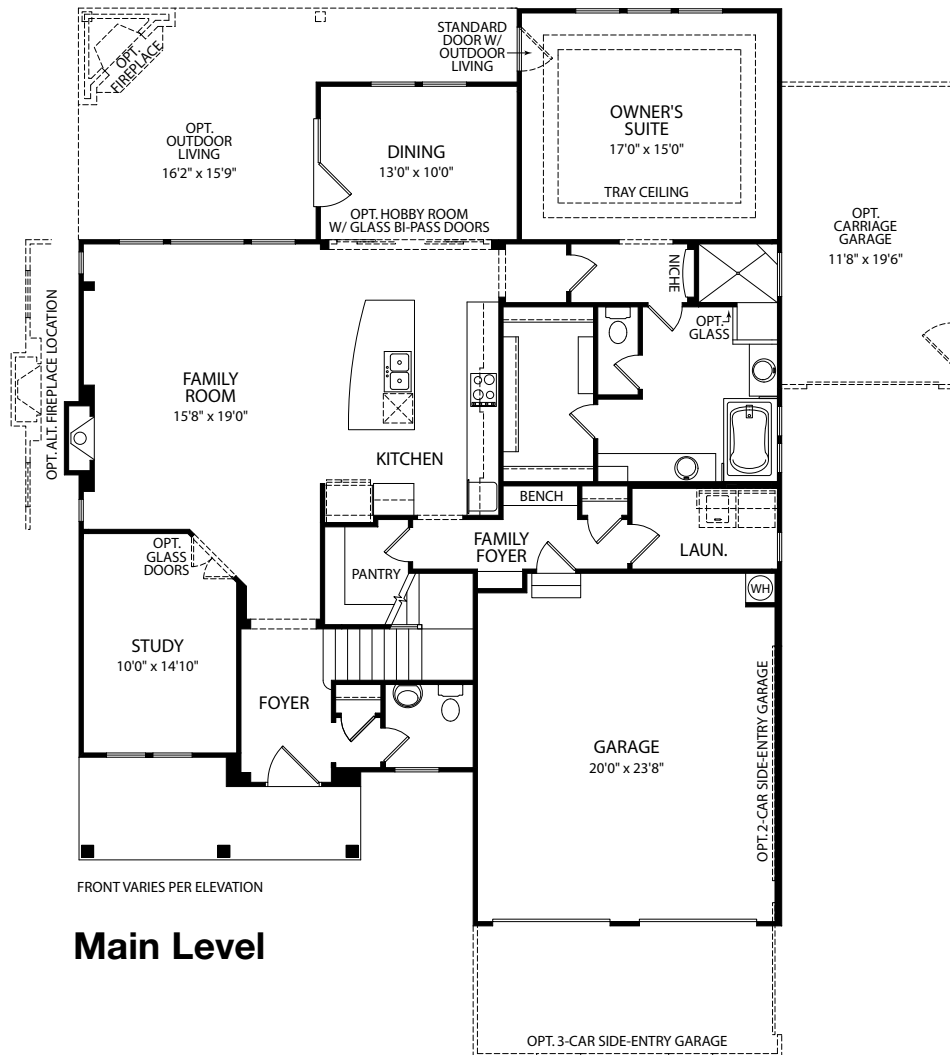 STANDARD
DOOR W/
OUTDOOR
LIVING
OPT.
FIREPLACE
OPT.
OUTDOOR
LIVING
16'2" x 15'9"
DINING
13'0" x 10'0"
OPT. HOBBY ROOM
W/ GLASS BI-PASS DOORS
OWNER'S
SUITE
17'0" x 15'0"
TRAY CEILING
OPT.
CARRIAGE
GARAGE
11'8" x 19'6"
NICHE
OPT.
GLASS
OPT. ALT. FIREPLACE LOCATION
FAMILY
ROOM
15'8" x 19'0"
KITCHEN
BENCH
FAMILY
FOYER
LAUN.
OPT.
GLASS
DOORS
PANTRY
WH
STUDY
10'0" x 14'10"
FOYER
GARAGE
20'0" x 23'8"
OPT. 2-CAR SIDE-ENTRY GARAGE
FRONT VARIES PER ELEVATION
Main Level
OPT. 3-CAR SIDE-ENTRY GARAGE